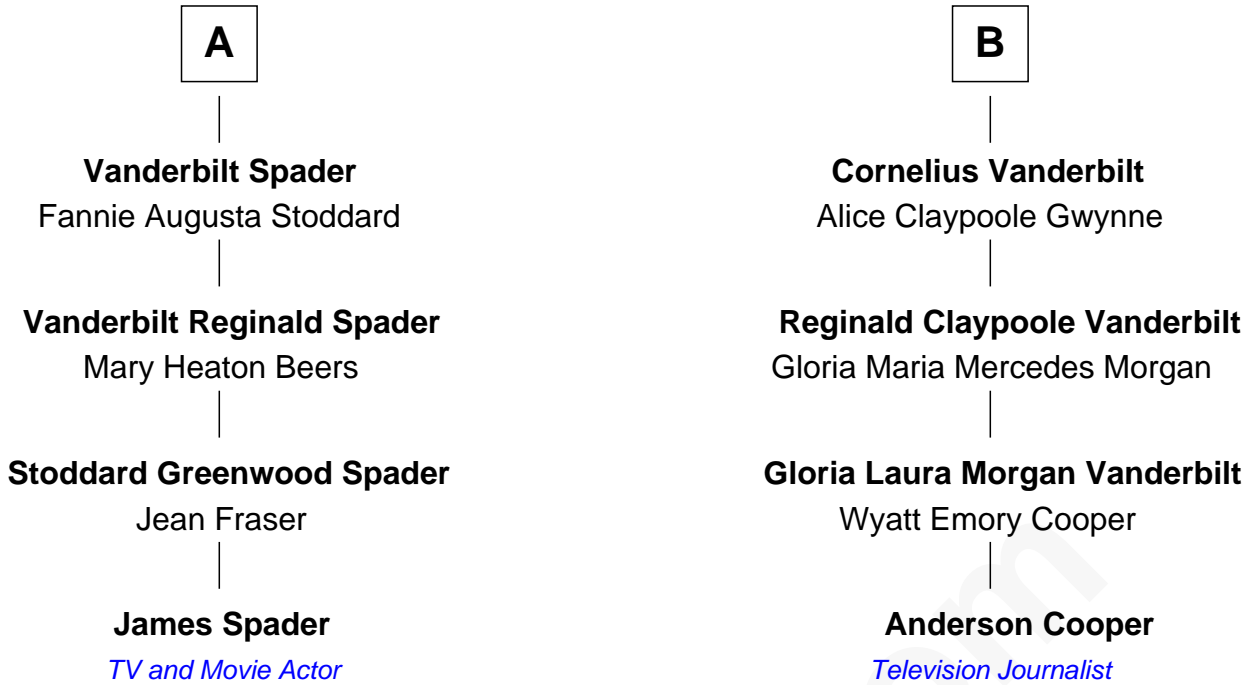 A
Vanderbilt Spader
Fannie Augusta Stoddard
Vanderbilt Reginald Spader
Mary Heaton Beers
Stoddard Greenwood Spader
Jean Fraser
James Spader
TV and Movie Actor
B
Cornelius Vanderbilt
Alice Claypoole Gwynne
Reginald Claypoole Vanderbilt
Gloria Maria Mercedes Morgan
Gloria Laura Morgan Vanderbilt
Wyatt Emory Cooper
Anderson Cooper
Television Journalist